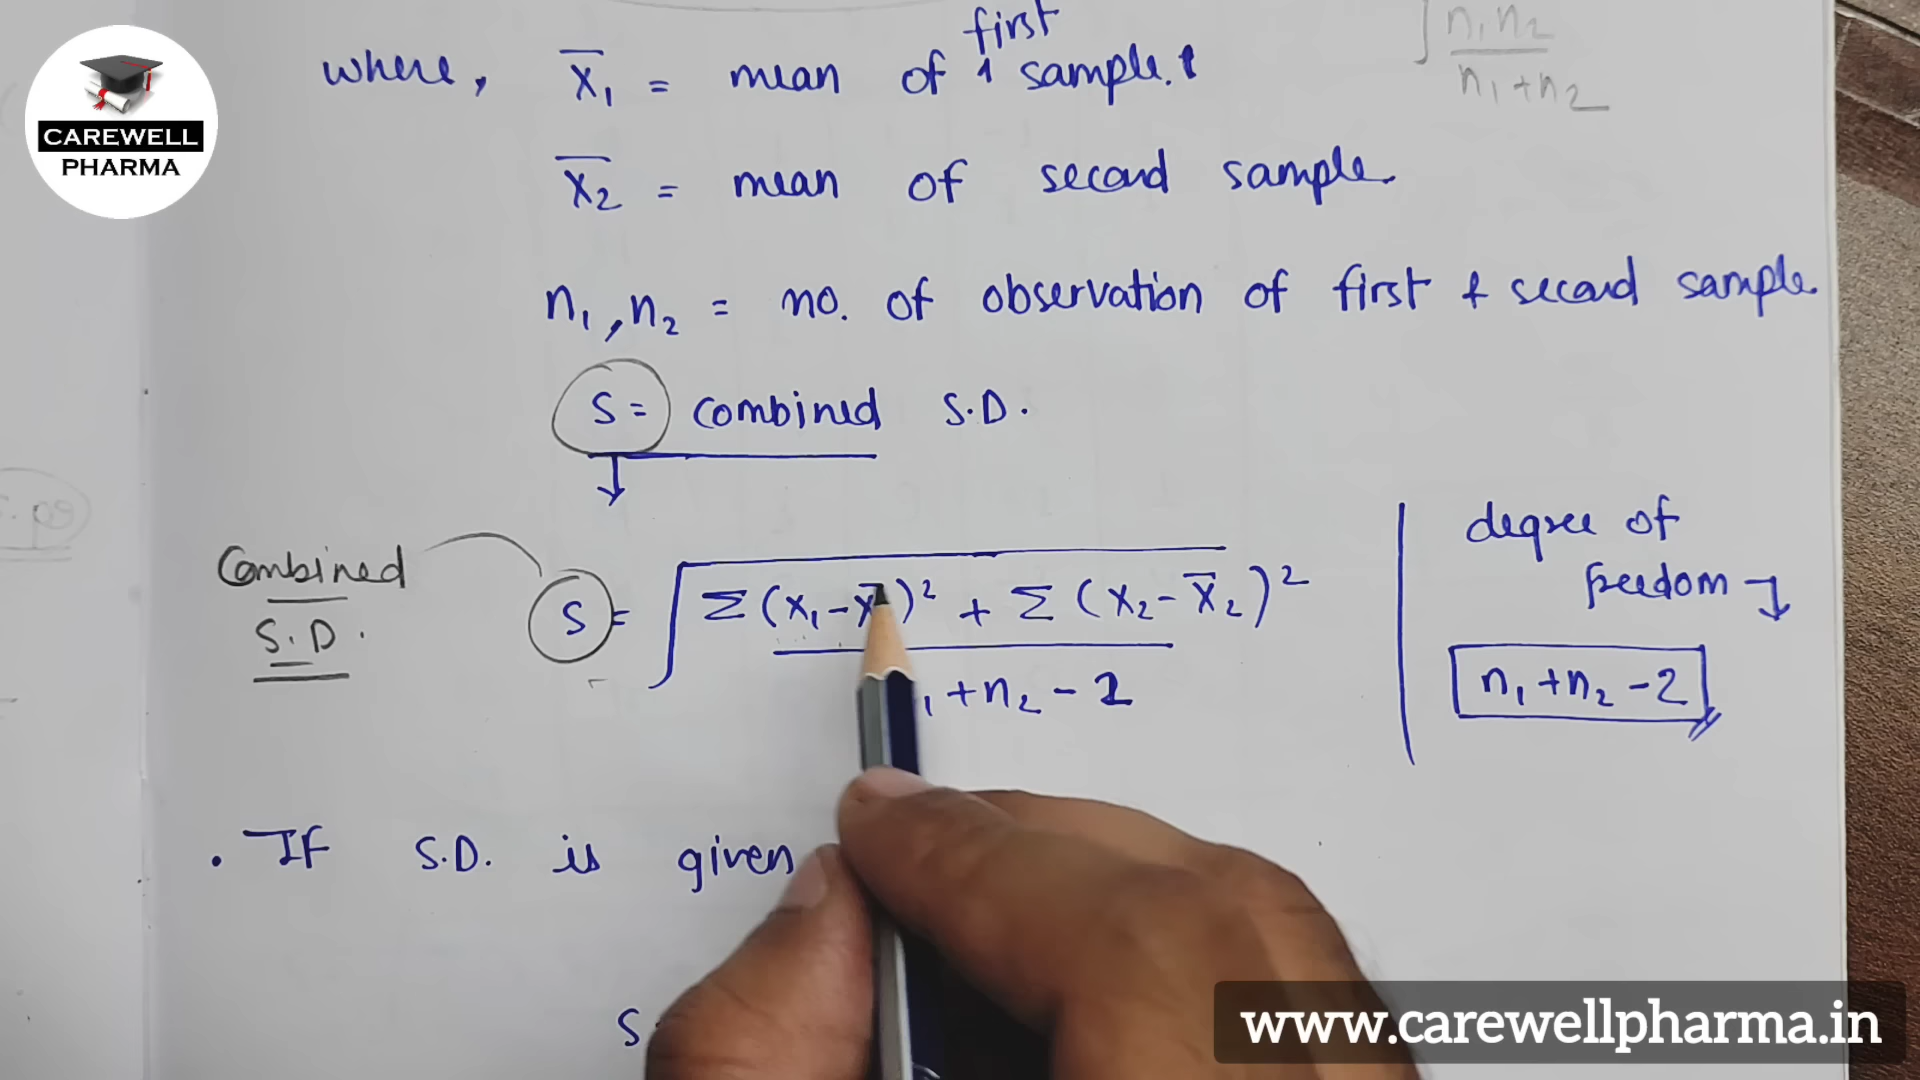 CAREWELL
PHARMA
where, X̅₁ = mean of first sample.
n₁n₂
n₁+n₂
X̅₂ = mean of second sample.
n₁, n₂ = no. of observation of first & second sample.
S = combined S.D.
Combined
S.D.
S = √ Σ(x₁-x̅ )² + Σ(x₂-x̅₂)²
₁+n₂-2
degree of
freedom
n₁+n₂-2
. If S.D. is given
S
www.carewellpharma.in